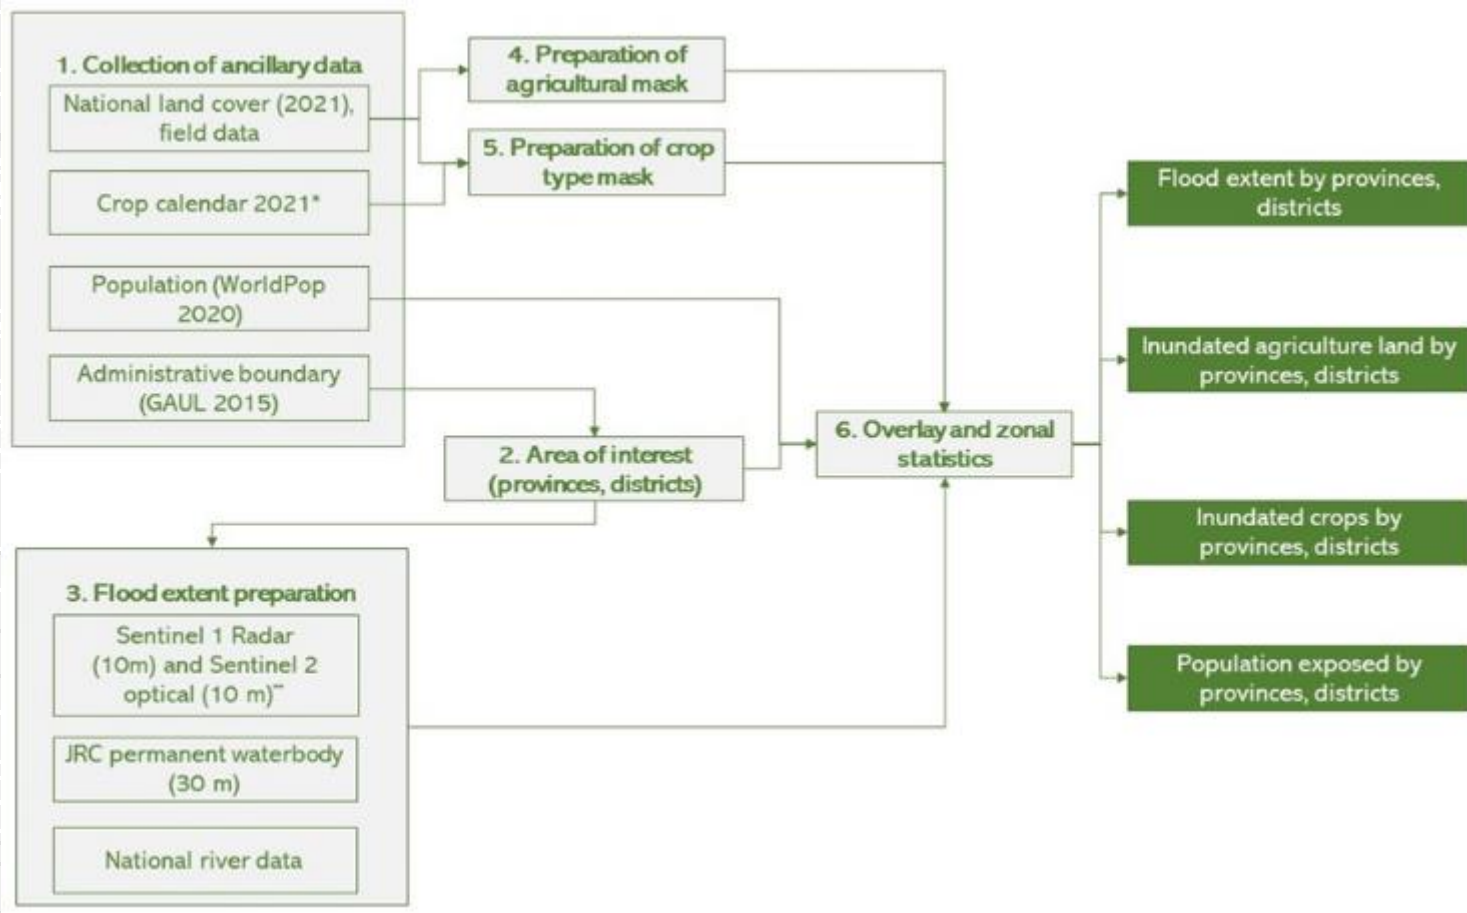 1. Collection of ancillary data
National land cover (2021),
field data
Crop calendar 2021*
Population (WorldPop
2020)
Administrative boundary
(GAUL 2015)
4. Preparation of
agricultural mask
5. Preparation of crop
type mask
2. Area of interest
(provinces, districts)
3. Flood extent preparation
Sentinel 1 Radar
(10m) and Sentinel 2
optical (10 m)**
JRC permanent waterbody
(30 m)
National river data
6. Overlay and zonal
statistics
Flood extent by provinces,
districts
Inundated agriculture land by
provinces, districts
Inundated crops by
provinces, districts
Population exposed by
provinces, districts